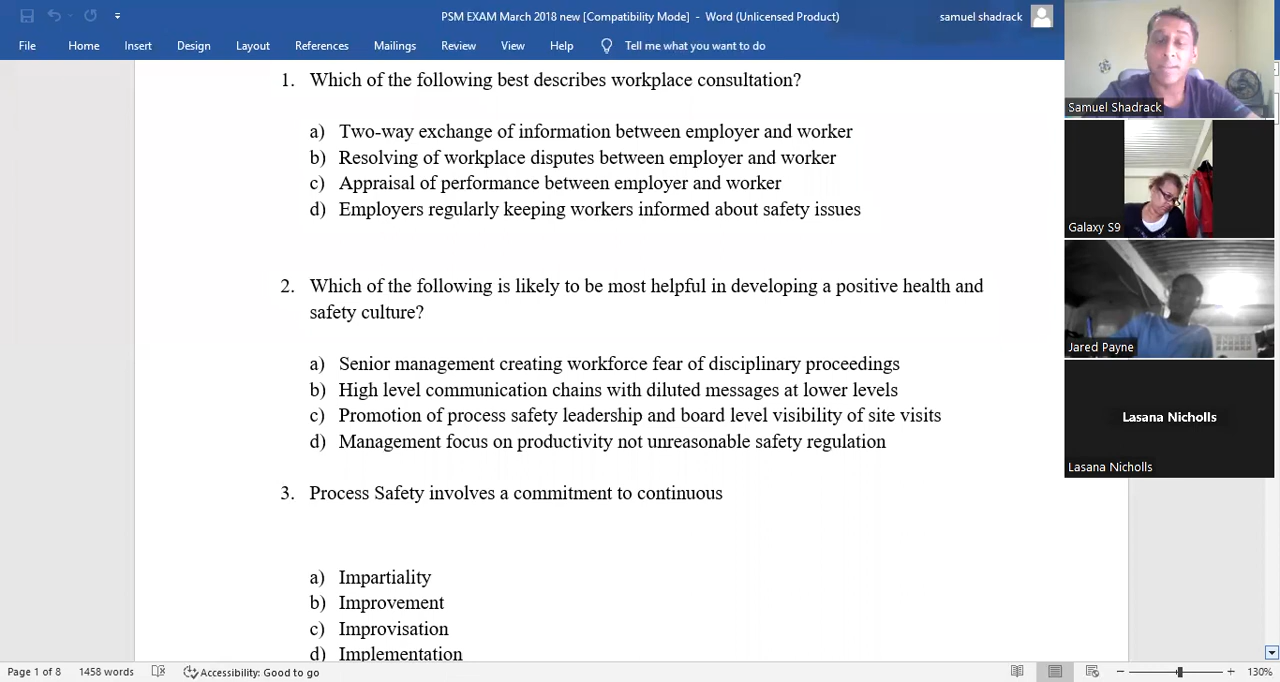 PSM EXAM March 2018 new [Compatibility Mode] - Word (Unlicensed Product)
samuel shadrack
File Home Insert Design Layout References Mailings Review View Help Tell me what you want to do
1. Which of the following best describes workplace consultation?
a) Two-way exchange of information between employer and worker
b) Resolving of workplace disputes between employer and worker
c) Appraisal of performance between employer and worker
d) Employers regularly keeping workers informed about safety issues
2. Which of the following is likely to be most helpful in developing a positive health and
safety culture?
a) Senior management creating workforce fear of disciplinary proceedings
b) High level communication chains with diluted messages at lower levels
c) Promotion of process safety leadership and board level visibility of site visits
d) Management focus on productivity not unreasonable safety regulation
3. Process Safety involves a commitment to continuous
a) Impartiality
b) Improvement
c) Improvisation
d) Implementation
Page 1 of 8 1458 words Accessibility: Good to go 130%
Samuel Shadrack
Galaxy S9
Jared Payne
Lasana Nicholls
Lasana Nicholls